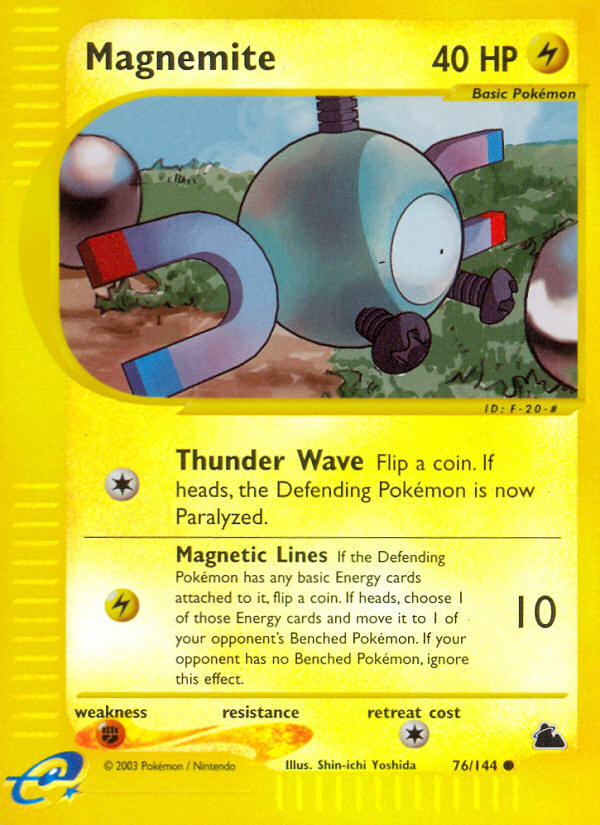 Magnemite 40 HP
Basic Pokémon
ID: F-20-#
Thunder Wave Flip a coin. If
heads, the Defending Pokémon is now
Paralyzed.
Magnetic Lines If the Defending
Pokémon has any basic Energy cards
attached to it, flip a coin. If heads, choose 1
of those Energy cards and move it to 1 of
your opponent's Benched Pokémon. If your
opponent has no Benched Pokémon, ignore
this effect.
10
weakness resistance retreat cost
© 2003 Pokémon / Nintendo Illus. Shin-ichi Yoshida 76/144
e